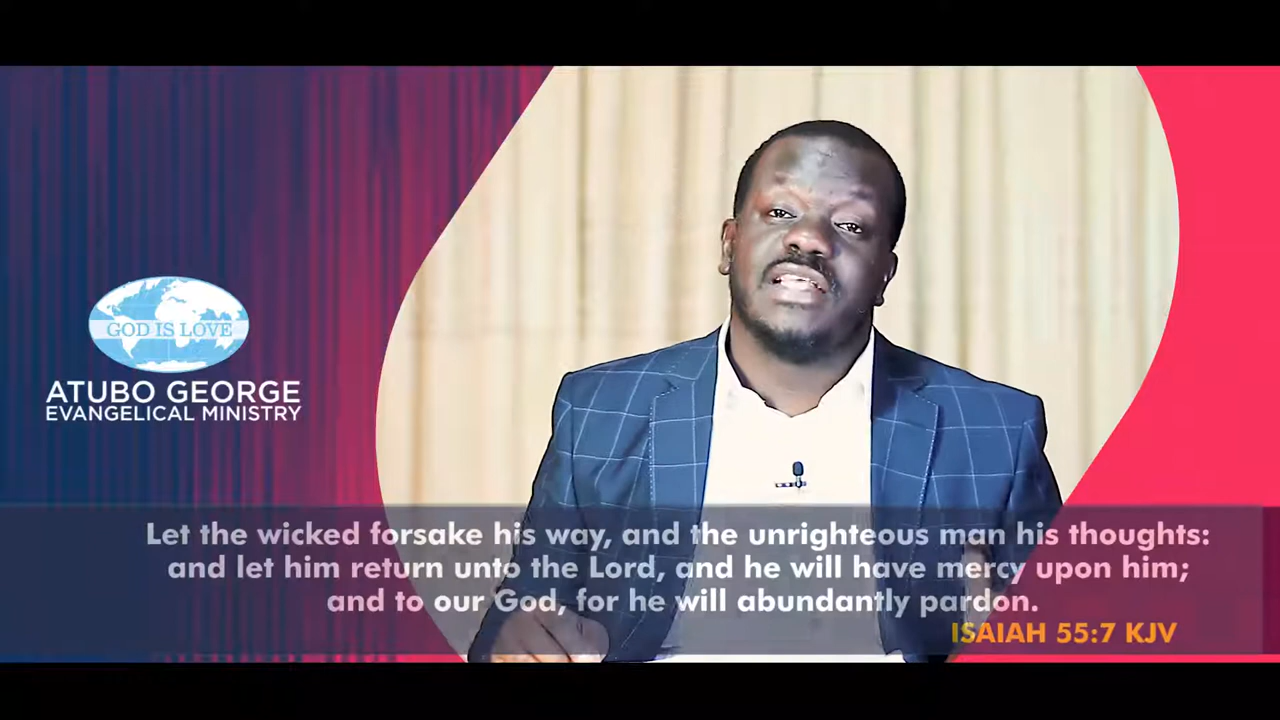 GOD IS LOVE
ATUBO GEORGE
EVANGELICAL MINISTRY
Let the wicked forsake his way, and the unrighteous man his thoughts:
and let him return unto the Lord, and he will have mercy upon him;
and to our God, for he will abundantly pardon.
ISAIAH 55:7 KJV